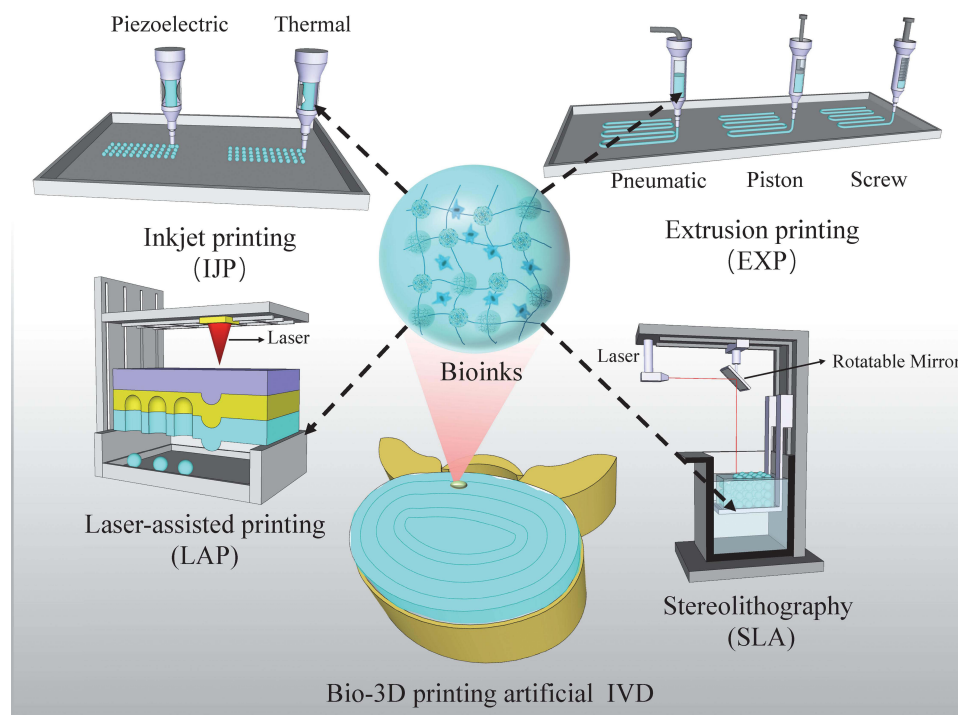 Piezoelectric
Thermal
Pneumatic
Piston
Screw
Inkjet printing
(IJP)
Extrusion printing
(EXP)
Laser
Bioinks
Laser
Rotatable Mirror
Laser-assisted printing
(LAP)
Stereolithography
(SLA)
Bio-3D printing artificial IVD